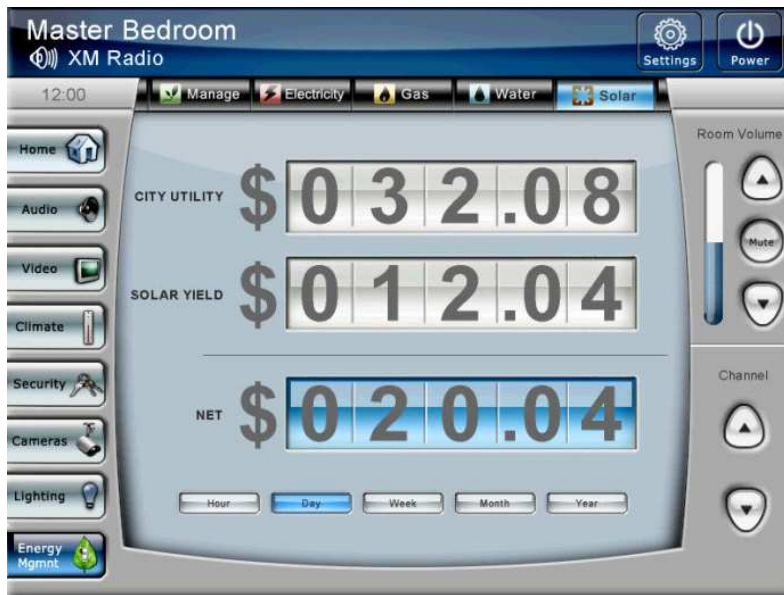 Master Bedroom
XM Radio
Settings
Power
12:00
Manage
Electricity
Gas
Water
Solar
Home
Audio
Video
Climate
Security
Cameras
Lighting
Energy
Mgmnt
CITY UTILITY $032.08
SOLAR YIELD $012.04
NET $020.04
Hour
Day
Week
Month
Year
Room Volume
Mute
Channel